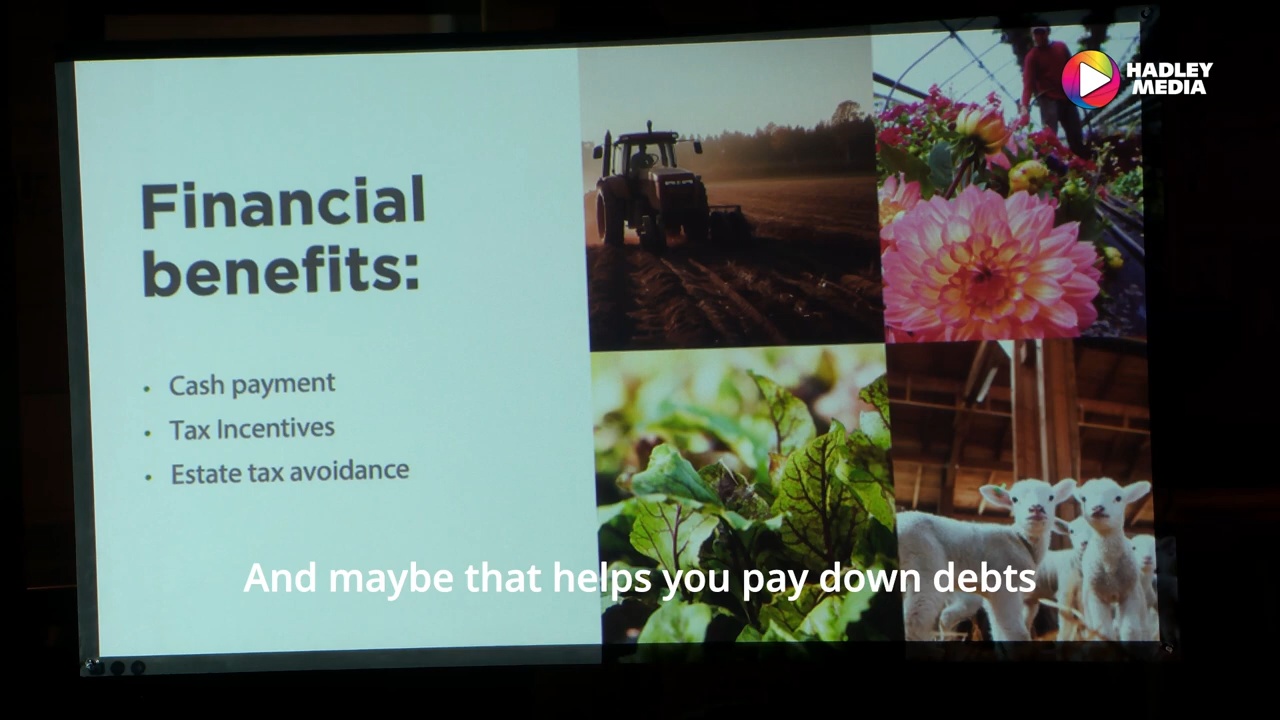 HADLEY
MEDIA
Financial
benefits:
• Cash payment
• Tax Incentives
• Estate tax avoidance
And maybe that helps you pay down debts